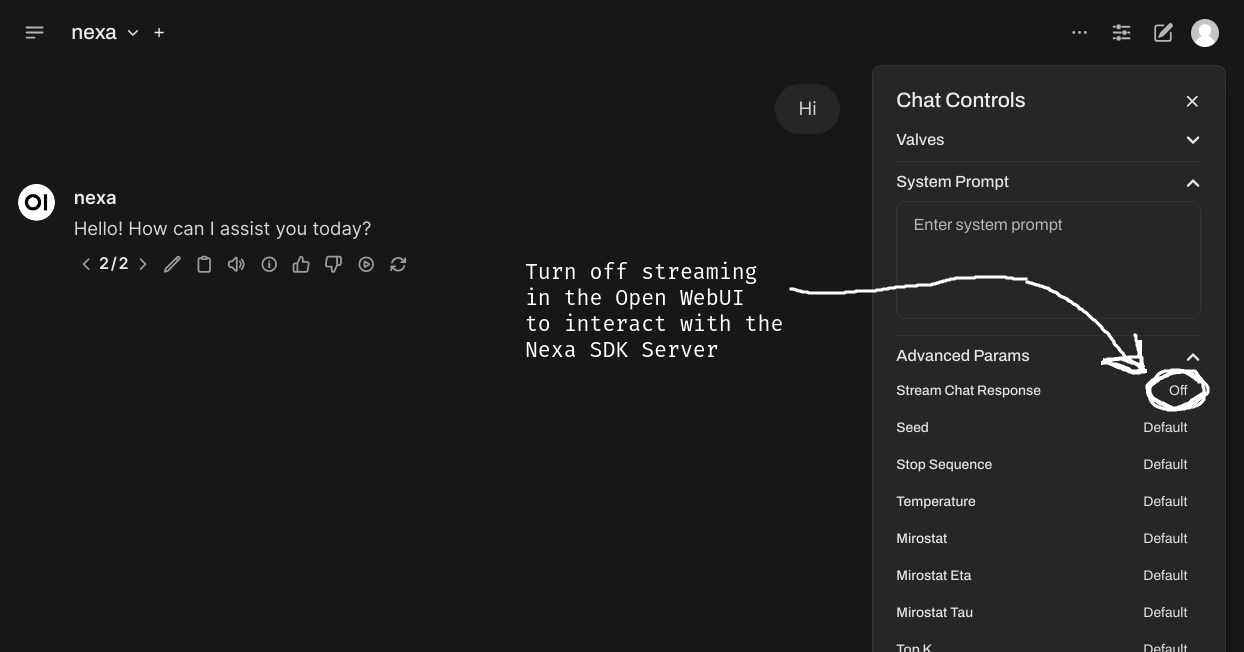 nexa
Hi
nexa
Hello! How can I assist you today?
2/2
Turn off streaming
in the Open WebUI
to interact with the
Nexa SDK Server
Chat Controls
Valves
System Prompt
Enter system prompt
Advanced Params
Stream Chat Response Off
Seed Default
Stop Sequence Default
Temperature Default
Mirostat Default
Mirostat Eta Default
Mirostat Tau Default
Top K Default